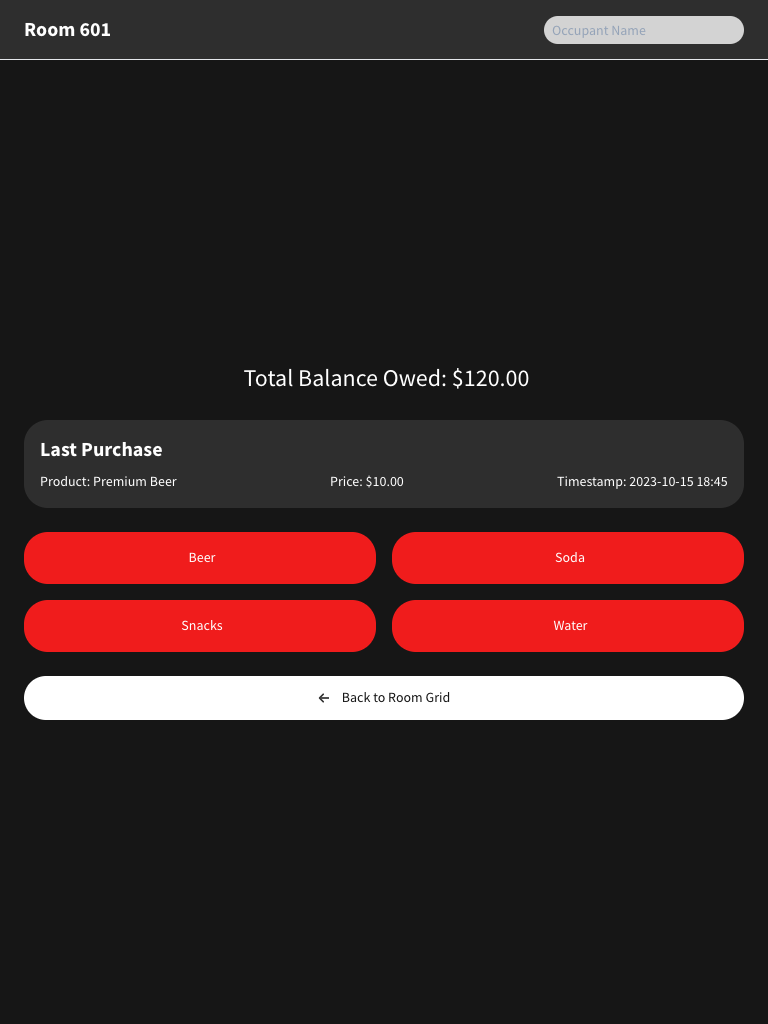 Room 601
Occupant Name
Total Balance Owed: $120.00
Last Purchase
Product: Premium Beer
Price: $10.00
Timestamp: 2023-10-15 18:45
Beer
Soda
Snacks
Water
← Back to Room Grid